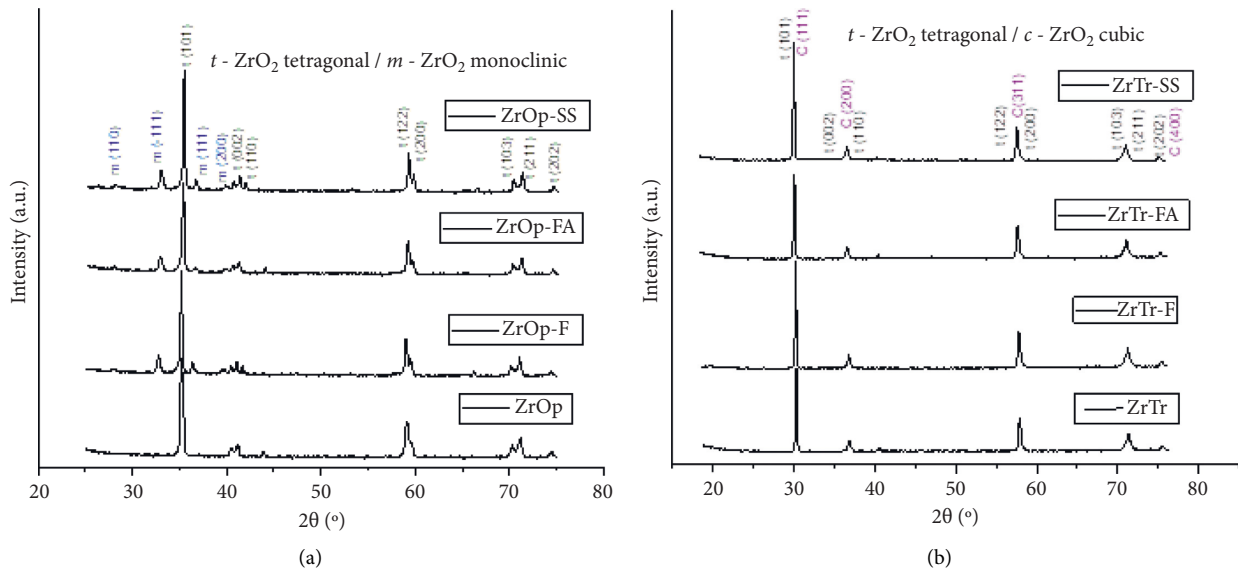 t - ZrO₂ tetragonal / m - ZrO₂ monoclinic
m (110)
m (-111)
t (101)
m (111)
m (200)
t (002)
t (110)
t (122)
t (200)
t (103)
t (211)
t (202)
ZrOp-SS
ZrOp-FA
ZrOp-F
ZrOp
Intensity (a.u.)
20 30 40 50 60 70 80
2θ (º)
(a)
t - ZrO₂ tetragonal / c - ZrO₂ cubic
t (101)
C (111)
t (002)
C (200)
t (110)
t (122)
C (311)
t (200)
t (103)
t (211)
t (202)
C (400)
ZrTr-SS
ZrTr-FA
ZrTr-F
ZrTr
Intensity (a.u.)
20 30 40 50 60 70 80
2θ (º)
(b)